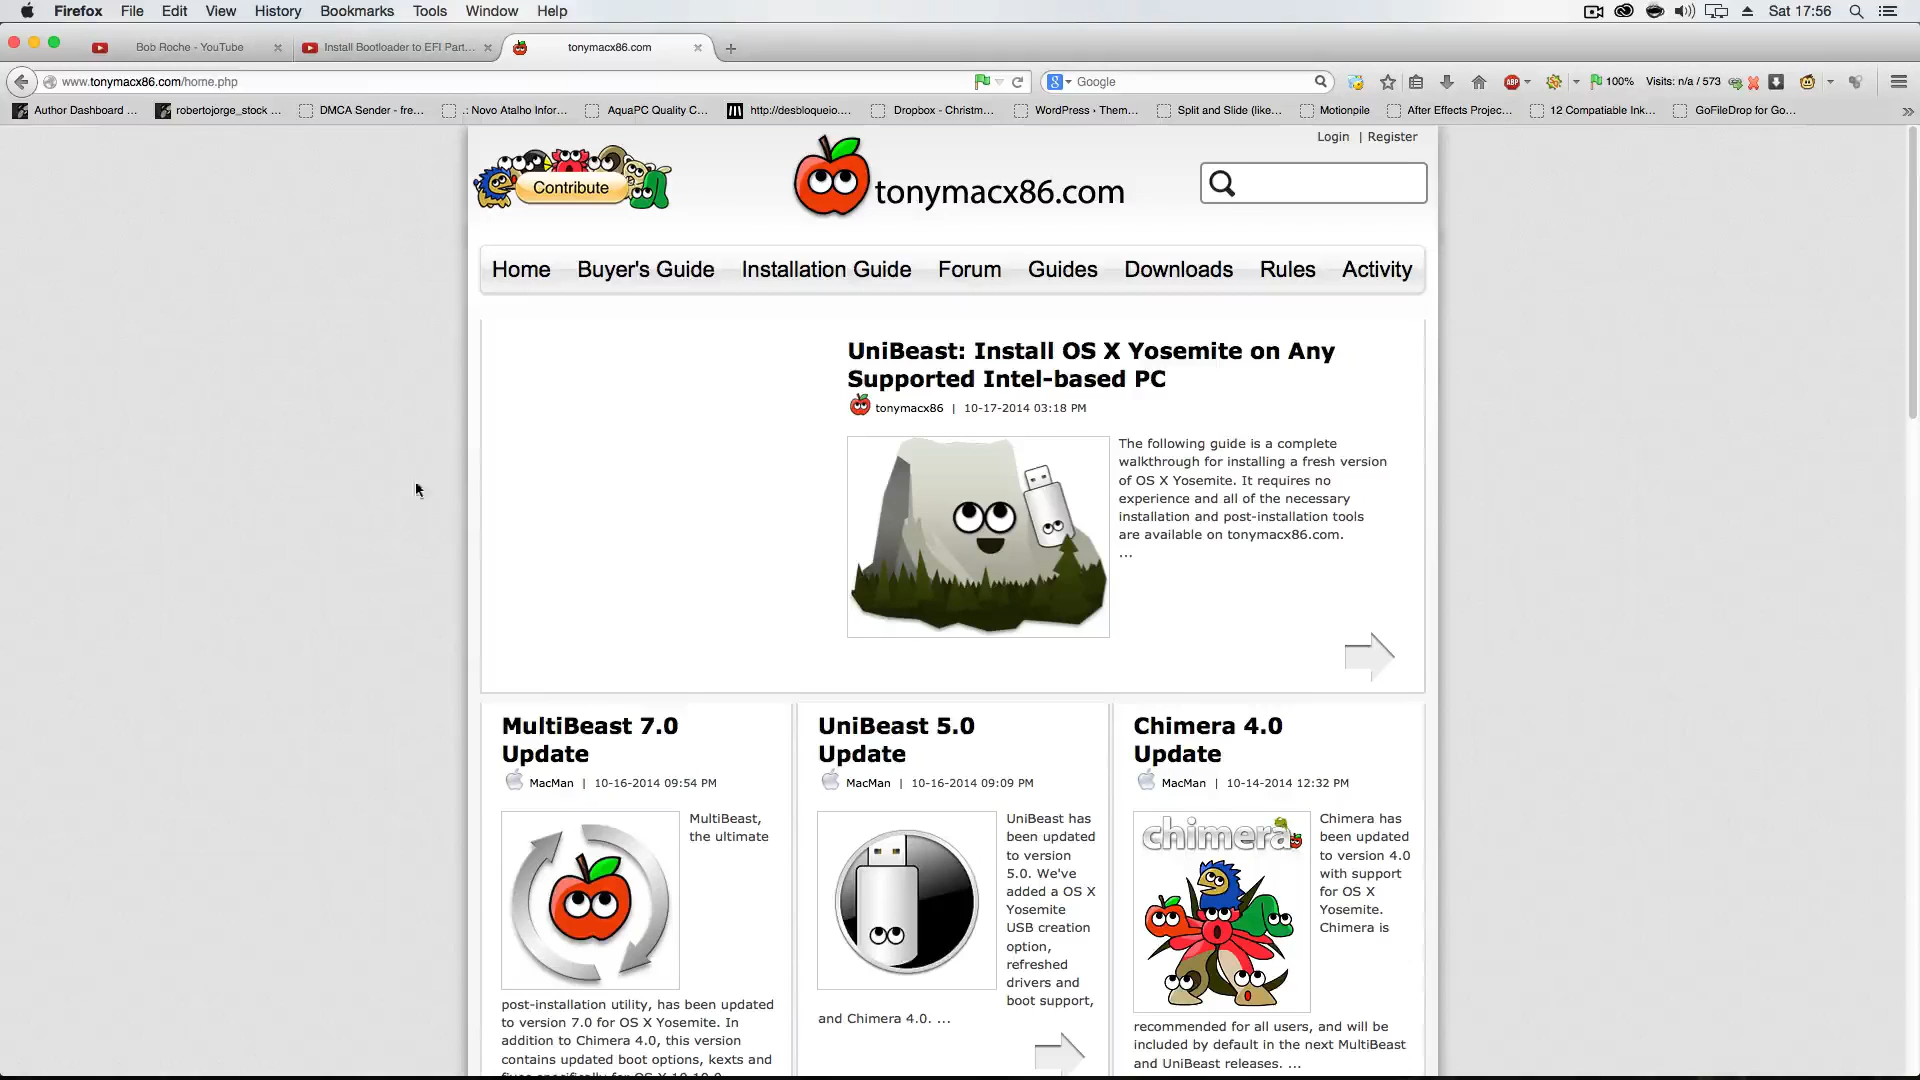 Firefox File Edit View History Bookmarks Tools Window Help Sat 17:56
Bob Roche - YouTube Install Bootloader to EFI Part... tonymacx86.com
www.tonymacx86.com/home.php Google 100% Visits: n/a / 573
Author Dashboard ... robertojorge_stock ... DMCA Sender - fre... .: Novo Atalho Infor... AquaPC Quality C... http://desbloqueio.... Dropbox - Christm... WordPress › Them... Split and Slide (like... Motionpile After Effects Projec... 12 Compatiable Ink... GoFileDrop for Go...
Login | Register
Contribute
tonymacx86.com
Home Buyer's Guide Installation Guide Forum Guides Downloads Rules Activity
UniBeast: Install OS X Yosemite on Any
Supported Intel-based PC
tonymacx86 | 10-17-2014 03:18 PM
The following guide is a complete
walkthrough for installing a fresh version
of OS X Yosemite. It requires no
experience and all of the necessary
installation and post-installation tools
are available on tonymacx86.com.
...
MultiBeast 7.0
Update
MacMan | 10-16-2014 09:54 PM
MultiBeast,
the ultimate
post-installation utility, has been updated
to version 7.0 for OS X Yosemite. In
addition to Chimera 4.0, this version
contains updated boot options, kexts and
UniBeast 5.0
Update
MacMan | 10-16-2014 09:09 PM
UniBeast has
been updated
to version
5.0. We've
added a OS X
Yosemite
USB creation
option,
refreshed
drivers and
boot support,
and Chimera 4.0. ...
Chimera 4.0
Update
MacMan | 10-14-2014 12:32 PM
chimera
Chimera has
been updated
to version 4.0
with support
for OS X
Yosemite.
Chimera is
recommended for all users, and will be
included by default in the next MultiBeast
and UniBeast releases. ...